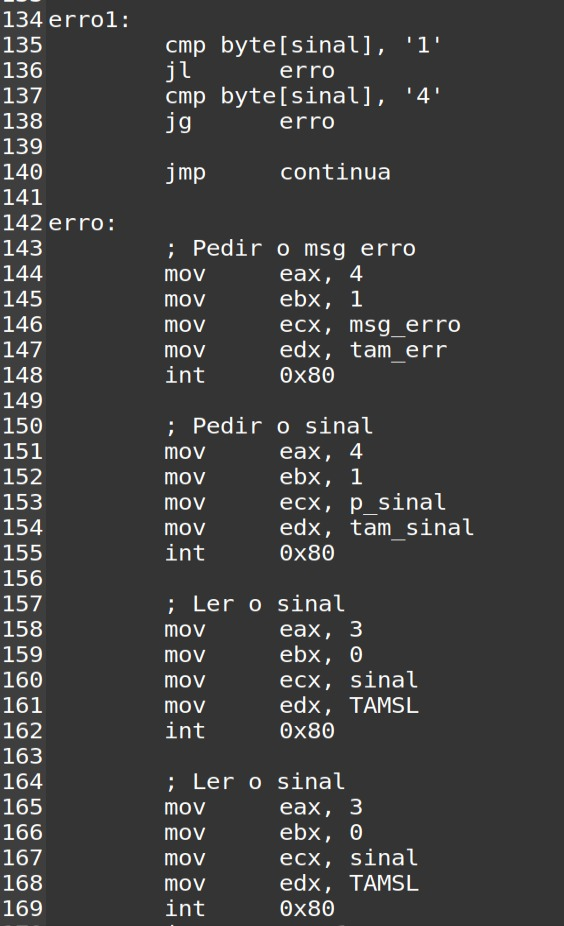 134 erro1:
135 cmp byte[sinal], '1'
136 jl erro
137 cmp byte[sinal], '4'
138 jg erro
139
140 jmp continua
141
142 erro:
143 ; Pedir o msg erro
144 mov eax, 4
145 mov ebx, 1
146 mov ecx, msg_erro
147 mov edx, tam_err
148 int 0x80
149
150 ; Pedir o sinal
151 mov eax, 4
152 mov ebx, 1
153 mov ecx, p_sinal
154 mov edx, tam_sinal
155 int 0x80
156
157 ; Ler o sinal
158 mov eax, 3
159 mov ebx, 0
160 mov ecx, sinal
161 mov edx, TAMSL
162 int 0x80
163
164 ; Ler o sinal
165 mov eax, 3
166 mov ebx, 0
167 mov ecx, sinal
168 mov edx, TAMSL
169 int 0x80